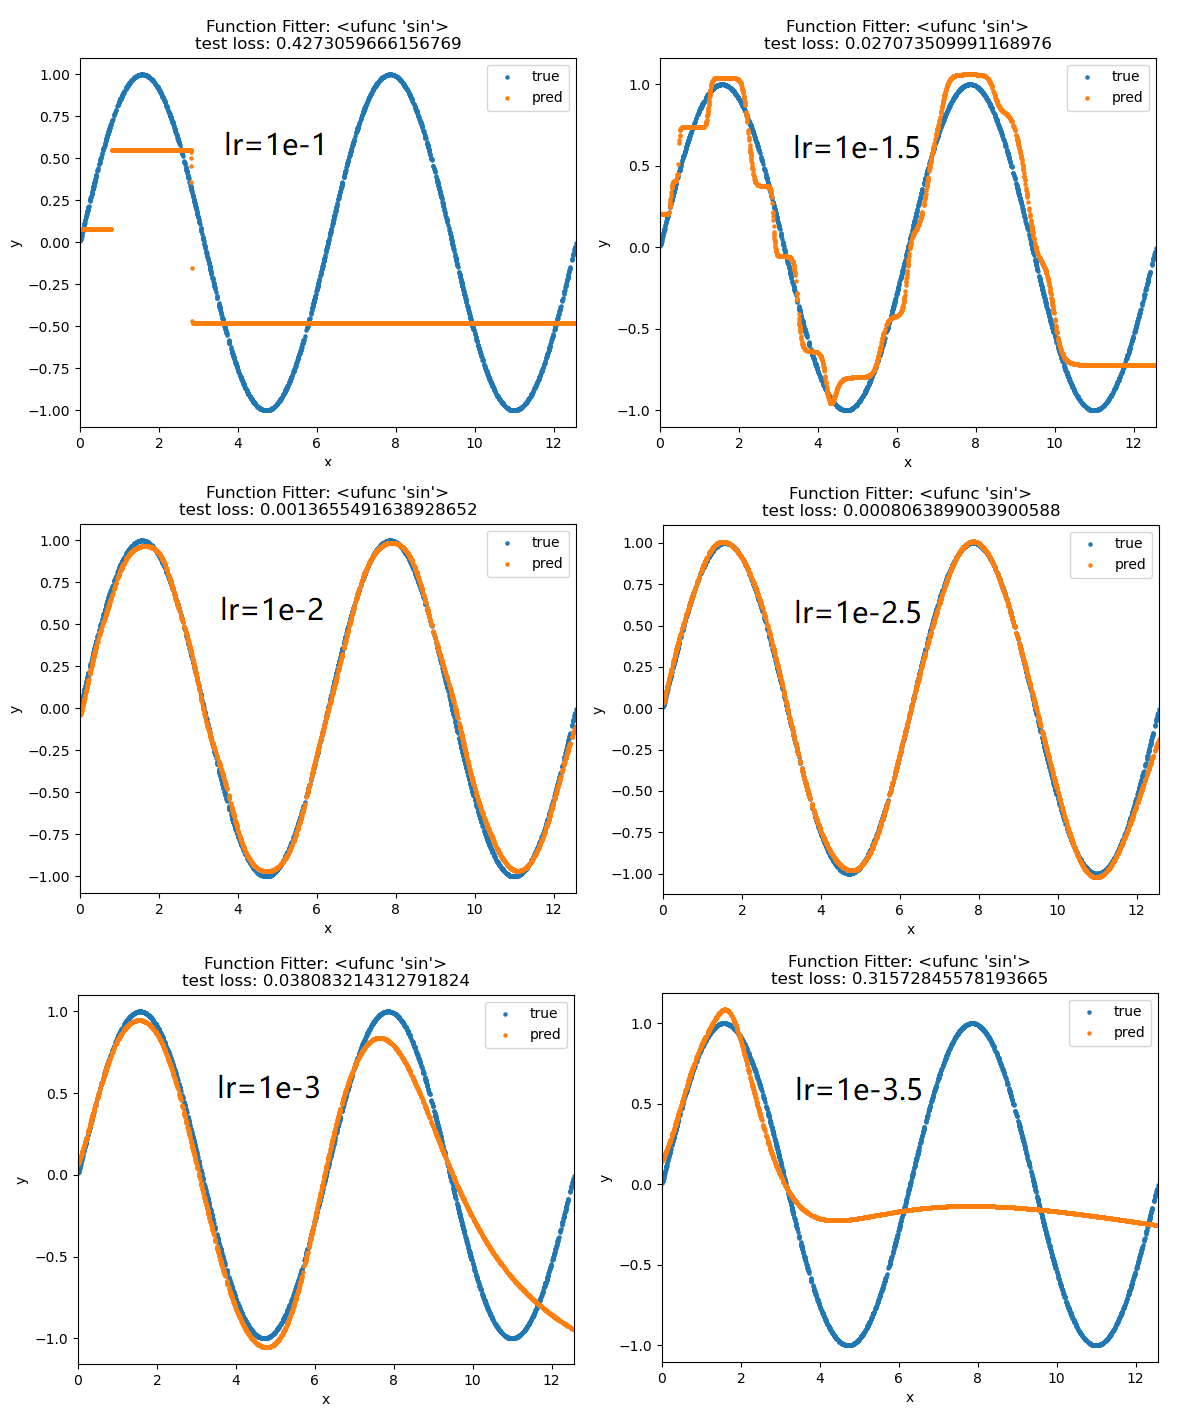 Function Fitter: <ufunc 'sin'>
test loss: 0.4273059666156769
true
pred
lr=1e-1
1.00
0.75
0.50
0.25
0.00
−0.25
−0.50
−0.75
−1.00
y
0 2 4 6 8 10 12
x
Function Fitter: <ufunc 'sin'>
test loss: 0.027073509991168976
true
pred
lr=1e-1.5
1.0
0.5
0.0
−0.5
−1.0
y
0 2 4 6 8 10 12
x
Function Fitter: <ufunc 'sin'>
test loss: 0.0013655491638928652
true
pred
lr=1e-2
1.00
0.75
0.50
0.25
0.00
−0.25
−0.50
−0.75
−1.00
y
0 2 4 6 8 10 12
x
Function Fitter: <ufunc 'sin'>
test loss: 0.0008063899003900588
true
pred
lr=1e-2.5
1.00
0.75
0.50
0.25
0.00
−0.25
−0.50
−0.75
−1.00
y
0 2 4 6 8 10 12
x
Function Fitter: <ufunc 'sin'>
test loss: 0.038083214312791824
true
pred
lr=1e-3
1.0
0.5
0.0
−0.5
−1.0
y
0 2 4 6 8 10 12
x
Function Fitter: <ufunc 'sin'>
test loss: 0.31572845578193665
true
pred
lr=1e-3.5
1.0
0.5
0.0
−0.5
−1.0
y
0 2 4 6 8 10 12
x